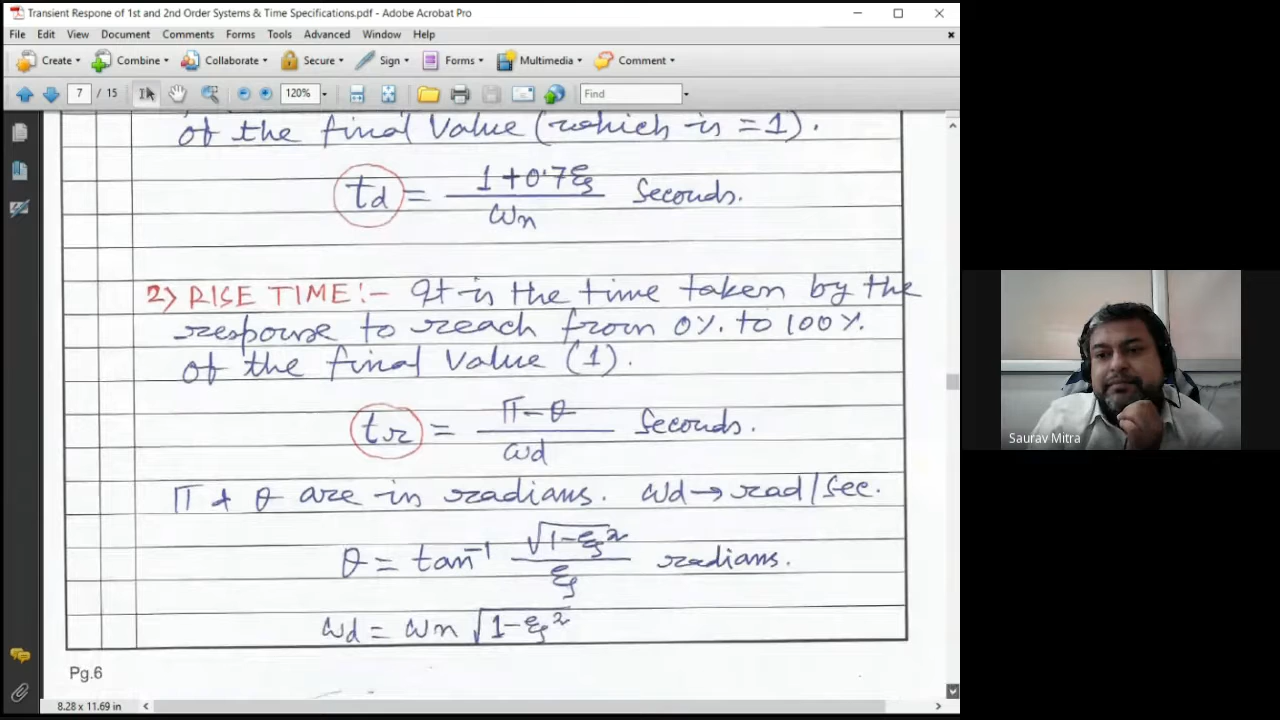 Transient Respone of 1st and 2nd Order Systems & Time Specifications.pdf - Adobe Acrobat Pro
File Edit View Document Comments Forms Tools Advanced Window Help
Create Combine Collaborate Secure Sign Forms Multimedia Comment
7 / 15 120% Find
of the final Value (which is = 1).
td = (1 + 0.7ξ)/ωn Seconds.
2) RISE TIME:- It is the time taken by the
response to reach from 0% to 100%
of the final Value (1).
tr = (π - θ)/ωd Seconds.
π & θ are in radians. ωd → rad/sec.
θ = tan⁻¹ √(1-ξ²)/ξ radians.
ωd = ωn √(1-ξ²)
Pg.6
8.28 x 11.69 in
Saurav Mitra